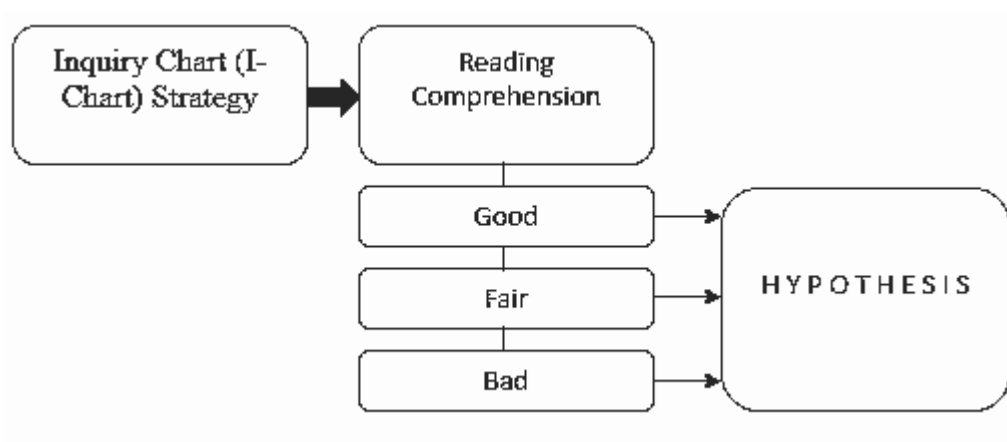 Inquiry Chart (I-
Chart) Strategy
Reading
Comprehension
Good
Fair
Bad
HYPOTHESIS